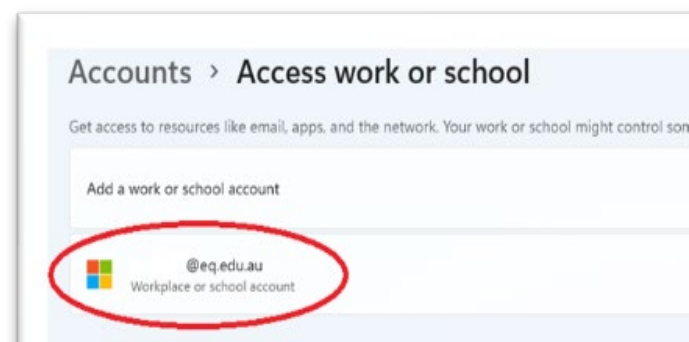 Accounts > Access work or school
Get access to resources like email, apps, and the network. Your work or school might control
Add a work or school account
@eq.edu.au
Workplace or school account